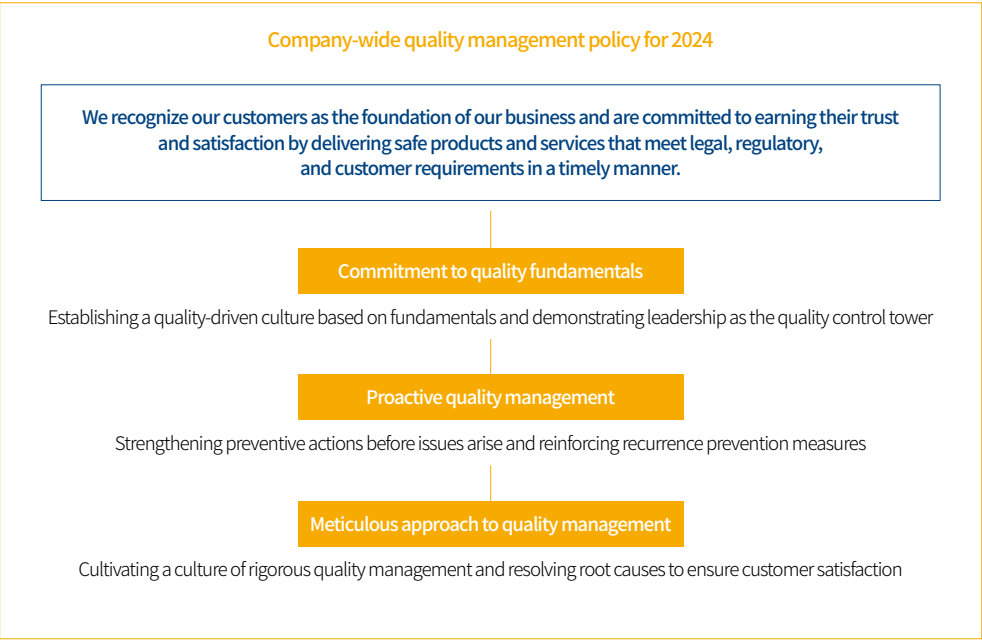 Company-wide quality management policy for 2024
We recognize our customers as the foundation of our business and are committed to earning their trust
and satisfaction by delivering safe products and services that meet legal, regulatory,
and customer requirements in a timely manner.
Commitment to quality fundamentals
Establishing a quality-driven culture based on fundamentals and demonstrating leadership as the quality control tower
Proactive quality management
Strengthening preventive actions before issues arise and reinforcing recurrence prevention measures
Meticulous approach to quality management
Cultivating a culture of rigorous quality management and resolving root causes to ensure customer satisfaction